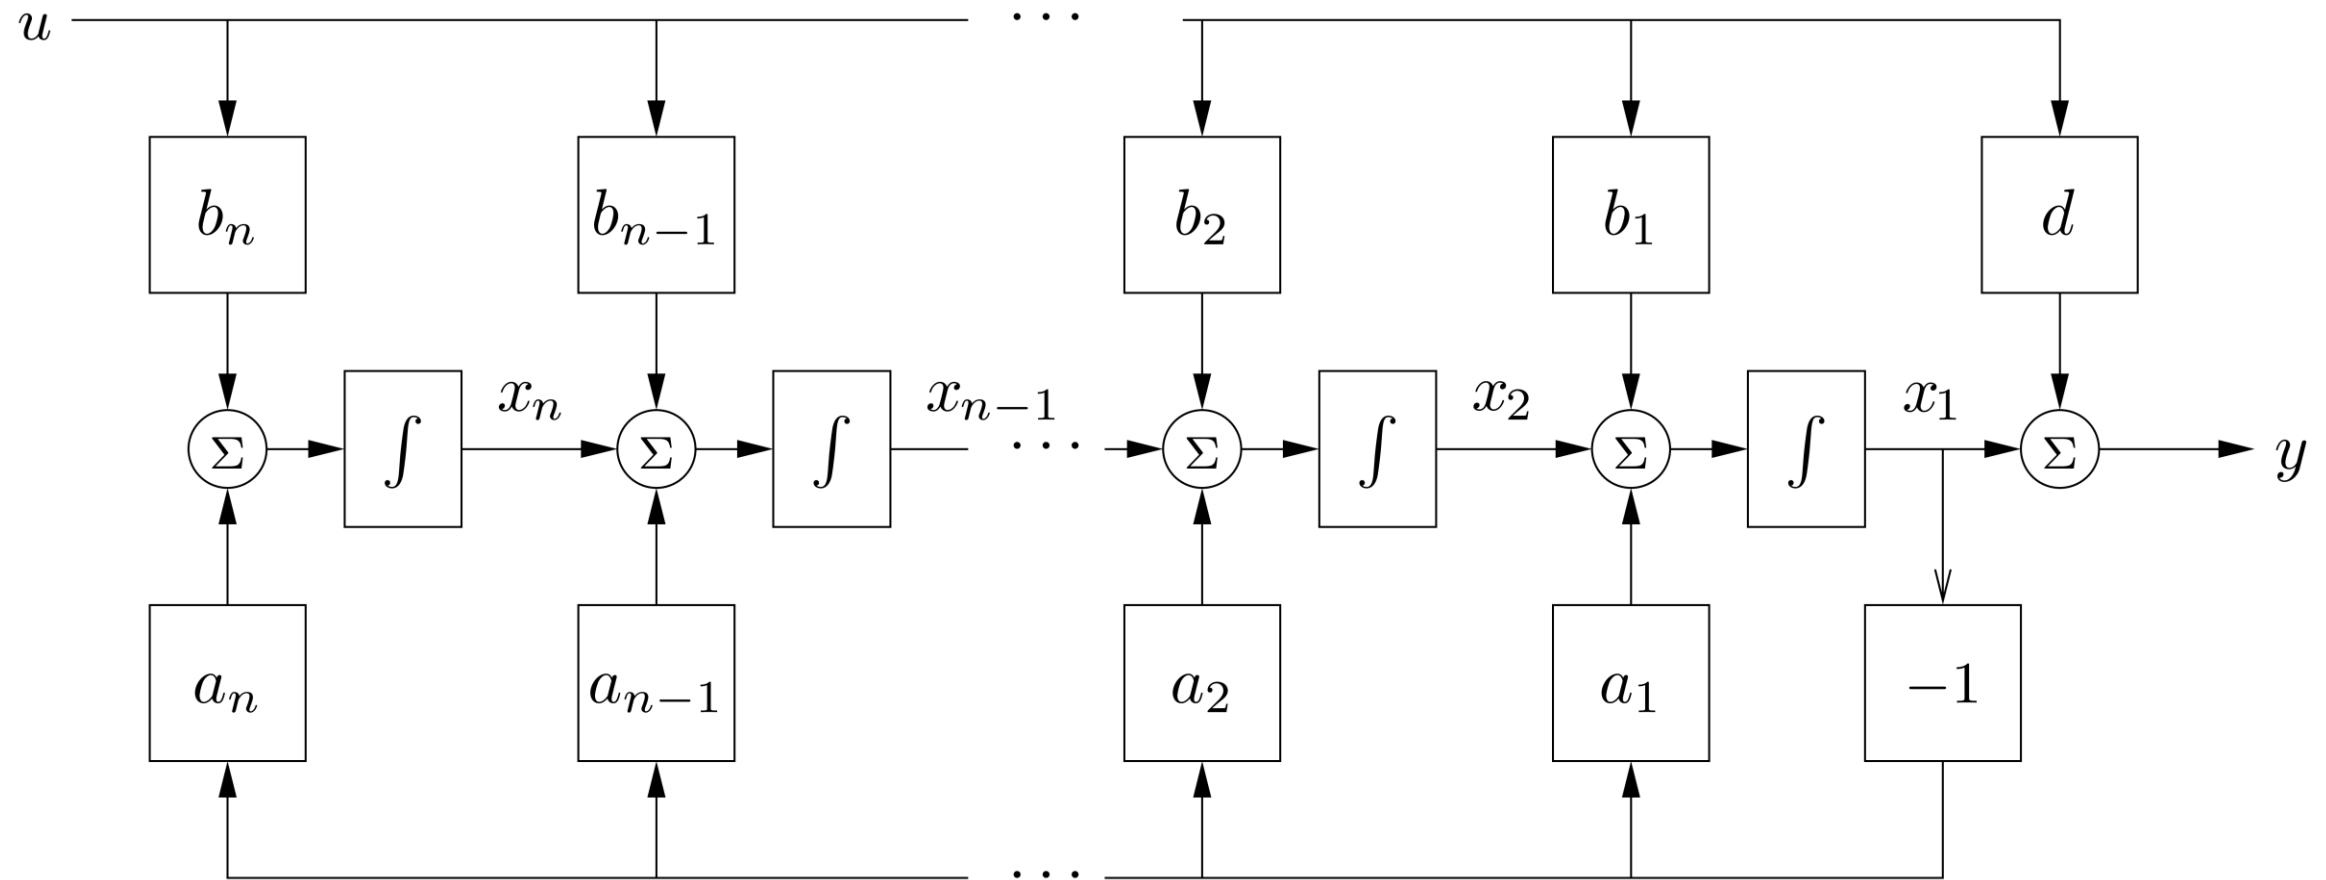 u ⋯
b_n b_{n−1} b_2 b_1 d
x_n x_{n−1} x_2 x_1
Σ ∫ Σ ∫ ⋯ Σ ∫ Σ ∫ Σ y
a_n a_{n−1} a_2 a_1 −1
⋯